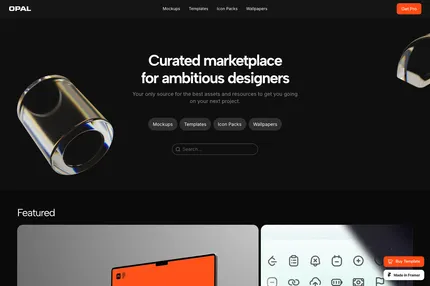 OPAL
Mockups
Templates
Icon Packs
Wallpapers
Get Pro
Curated marketplace
for ambitious designers
Your only source for the best assets and resources to get you going
on your next project.
Mockups
Templates
Icon Packs
Wallpapers
Search...
Featured
Buy Template
Made in Framer